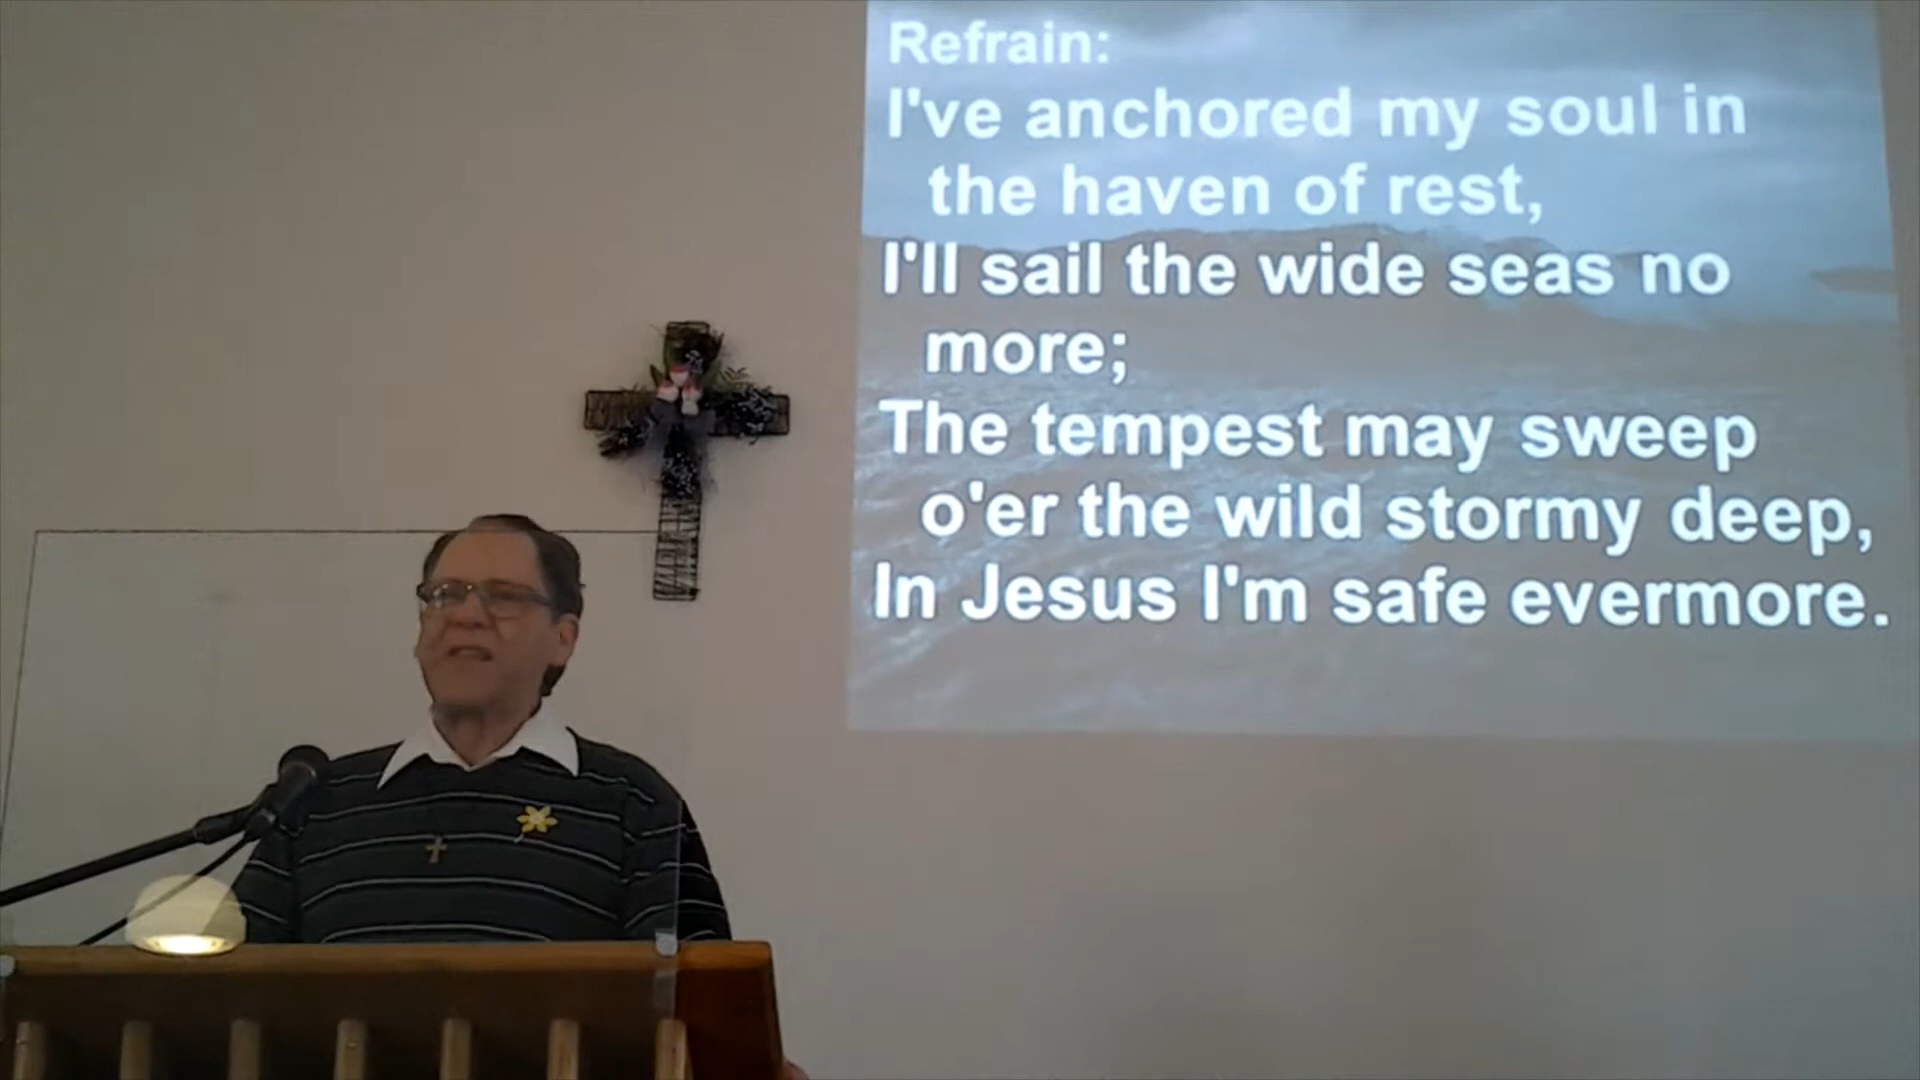 Refrain:
I've anchored my soul in
the haven of rest,
I'll sail the wide seas no
more;
The tempest may sweep
o'er the wild stormy deep,
In Jesus I'm safe evermore.